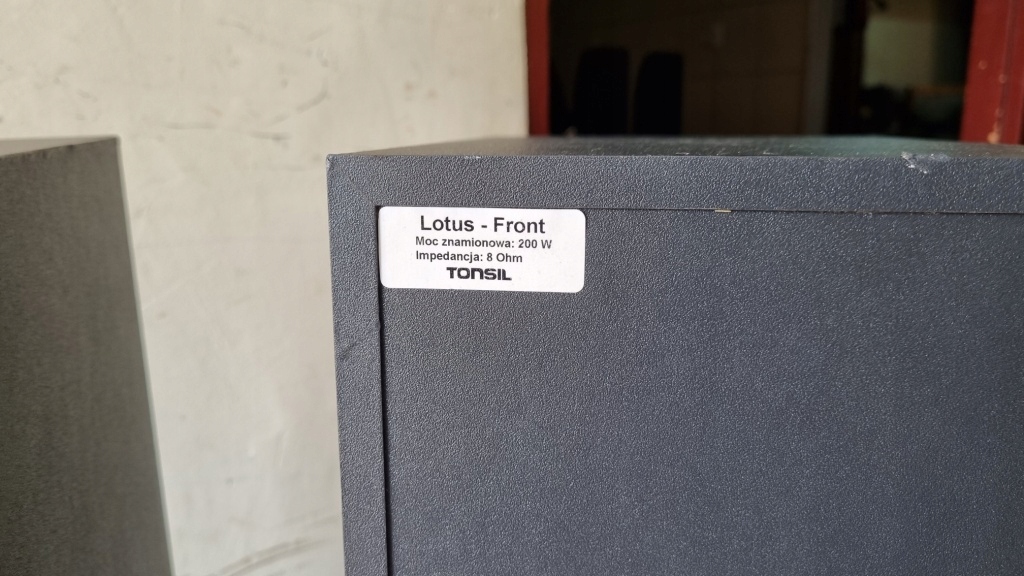 Lotus - Front
Moc znamionowa: 200 W
Impedancja: 8 Ohm
TONSIL